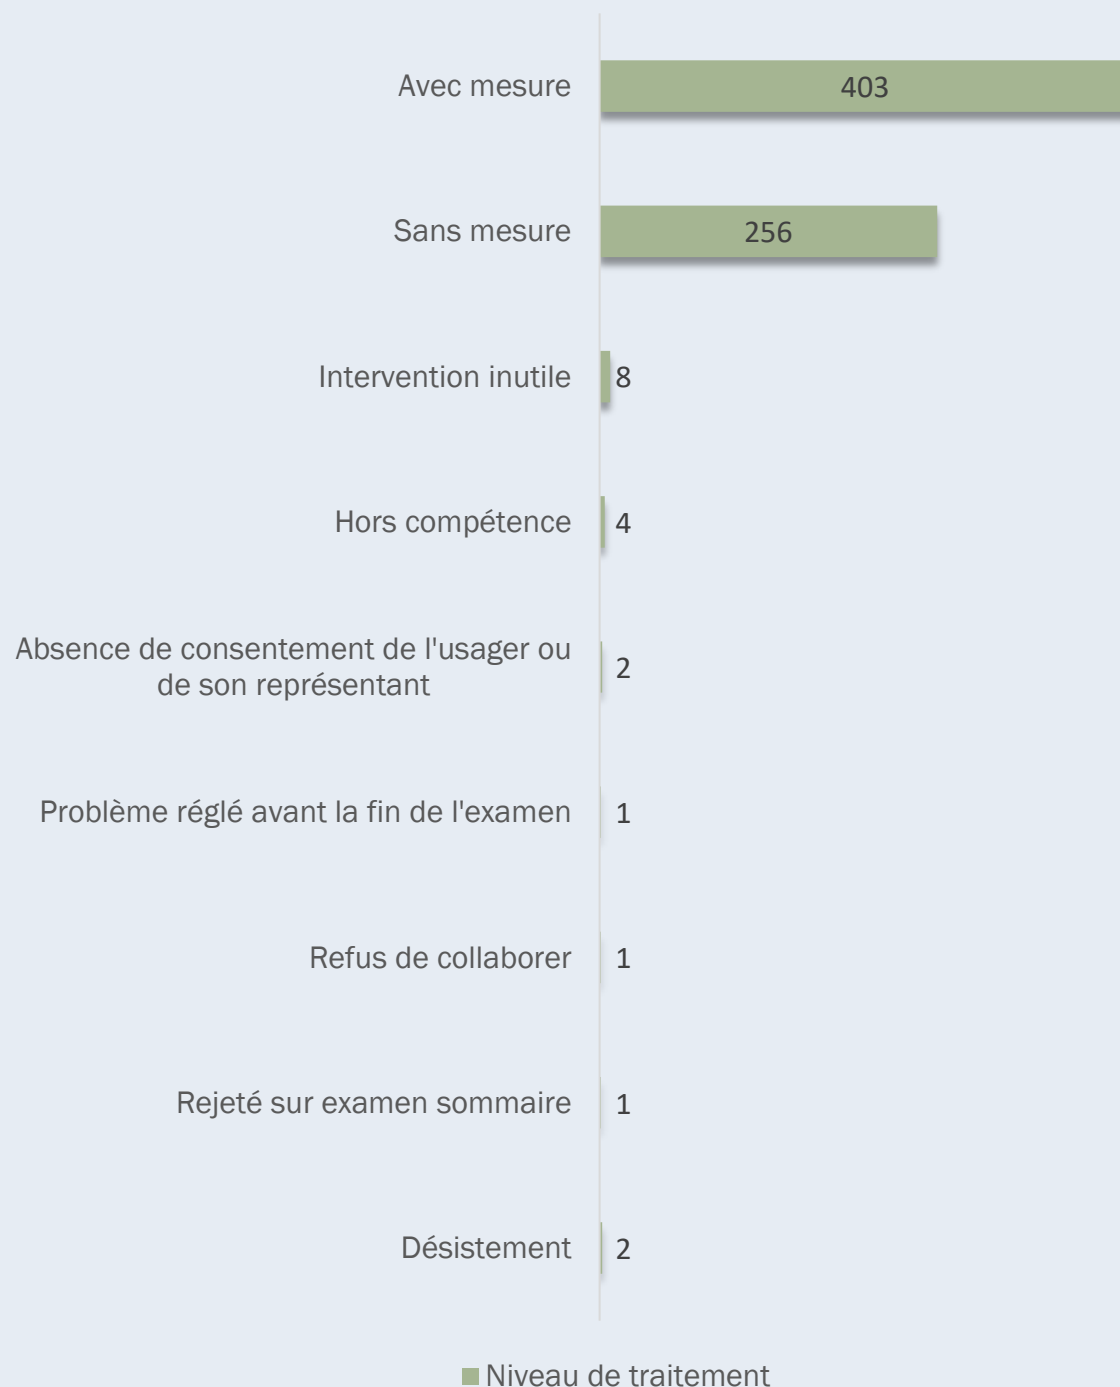 Avec mesure 403
Sans mesure 256
Intervention inutile 8
Hors compétence 4
Absence de consentement de l'usager ou
de son représentant 2
Problème réglé avant la fin de l'examen 1
Refus de collaborer 1
Rejeté sur examen sommaire 1
Désistement 2
Niveau de traitement